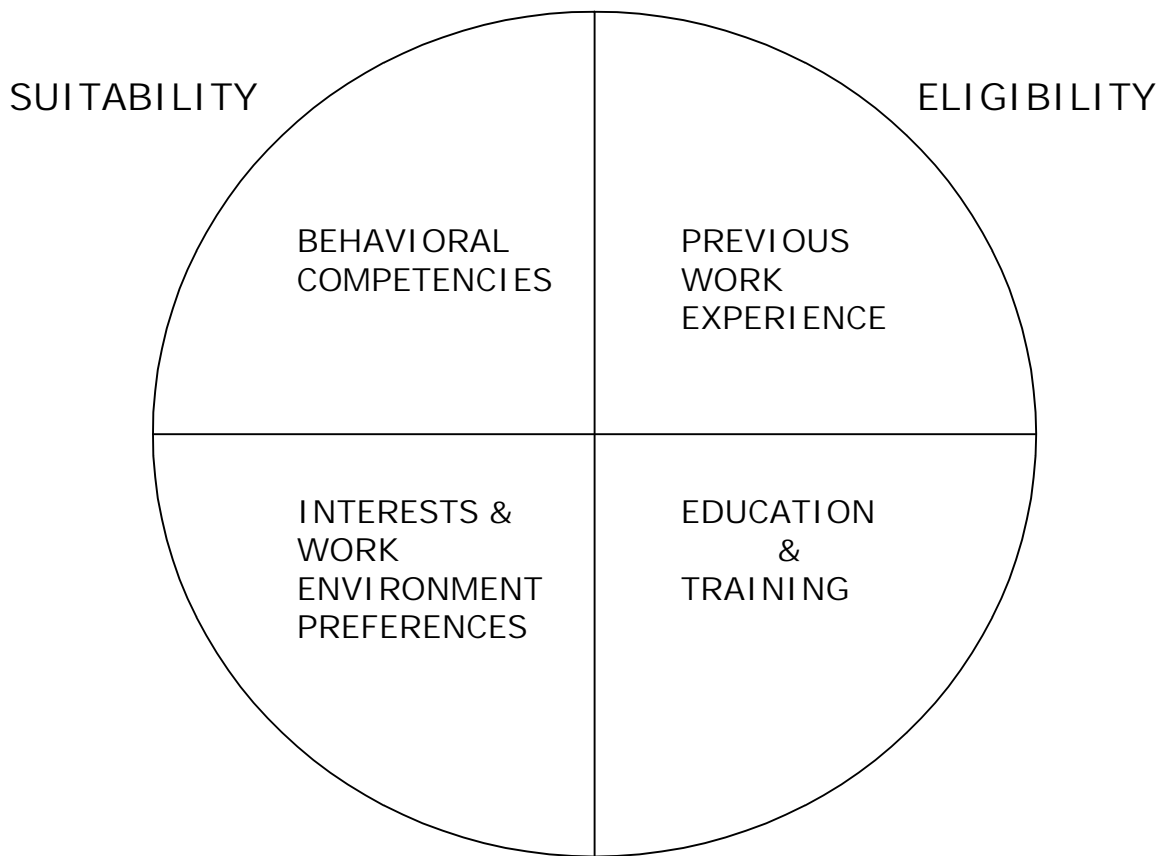 SUITABILITY
ELIGIBILITY
BEHAVIORAL
COMPETENCIES
PREVIOUS
WORK
EXPERIENCE
INTERESTS &
WORK
ENVIRONMENT
PREFERENCES
EDUCATION
&
TRAINING